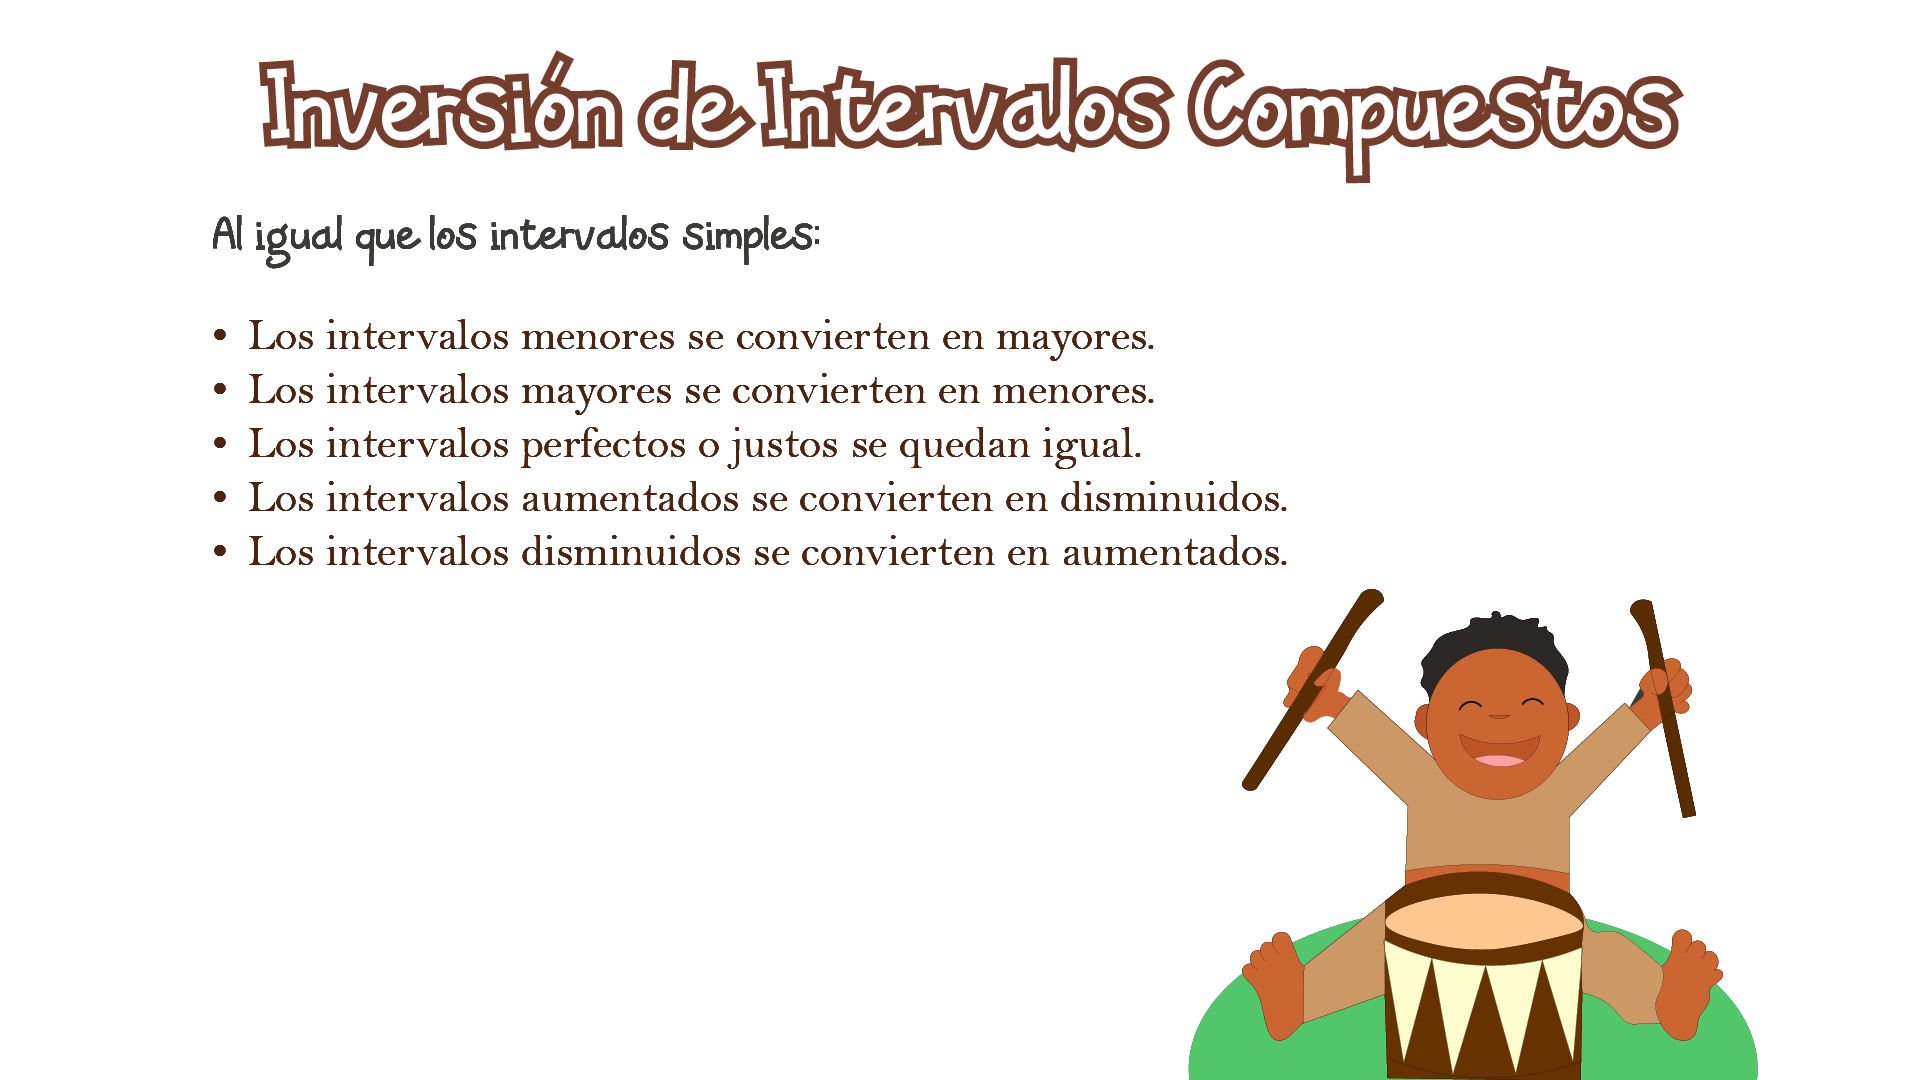 Inversión de Intervalos Compuestos
Al igual que los intervalos simples:
• Los intervalos menores se convierten en mayores.
• Los intervalos mayores se convierten en menores.
• Los intervalos perfectos o justos se quedan igual.
• Los intervalos aumentados se convierten en disminuidos.
• Los intervalos disminuidos se convierten en aumentados.